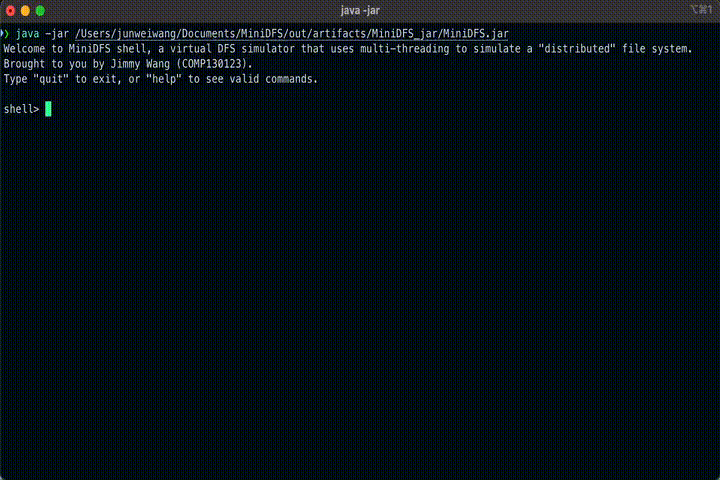 java -jar
⌥⌘1
❯ java -jar /Users/junweiwang/Documents/MiniDFS/out/artifacts/MiniDFS_jar/MiniDFS.jar
Welcome to MiniDFS shell, a virtual DFS simulator that uses multi-threading to simulate a "distributed" file system.
Brought to you by Jimmy Wang (COMP130123).
Type "quit" to exit, or "help" to see valid commands.
shell>